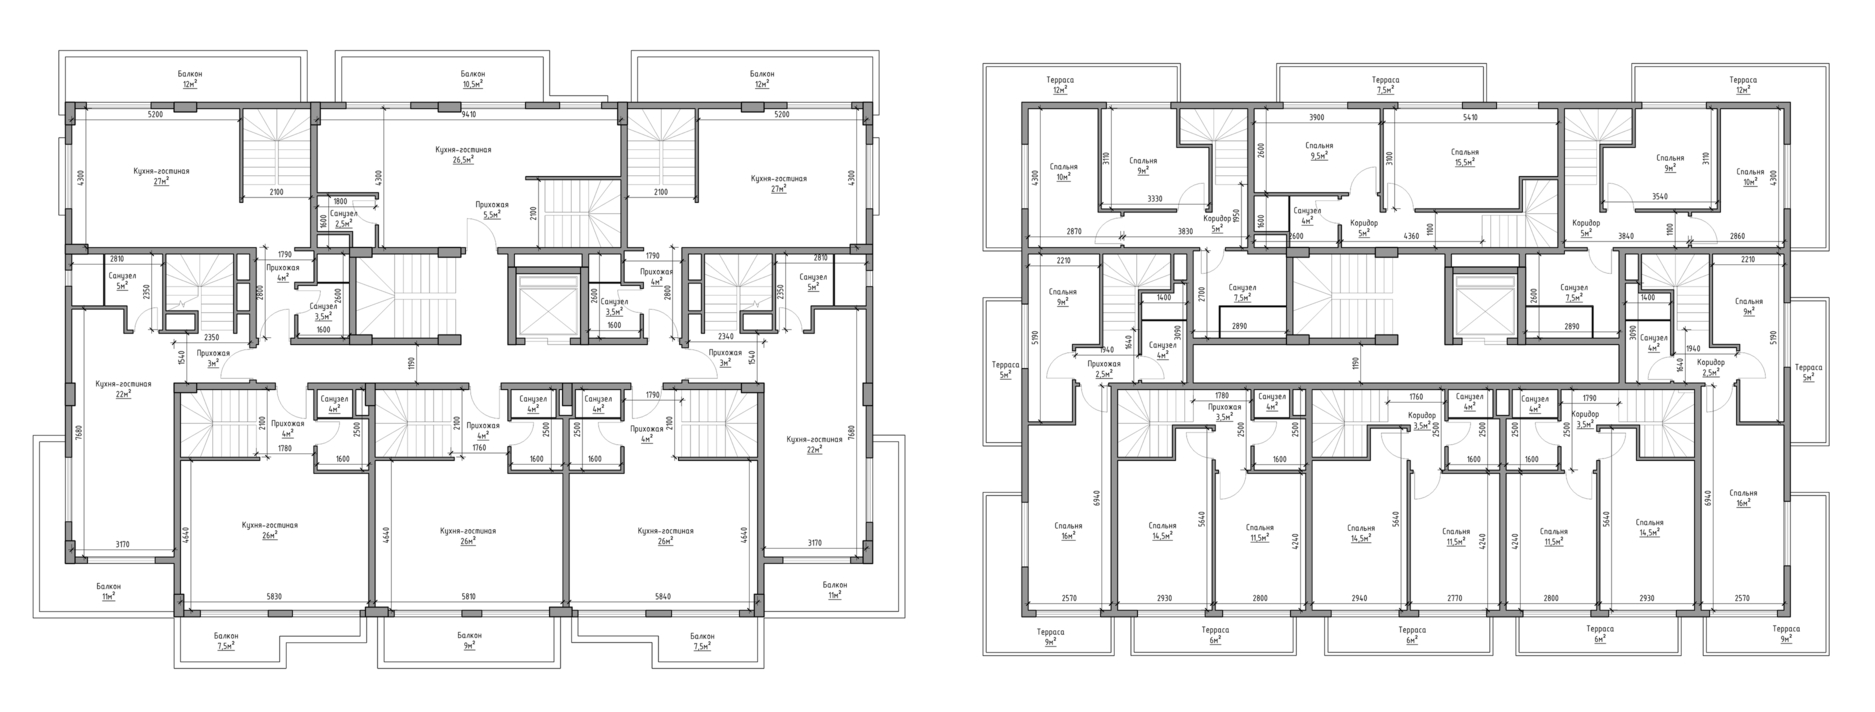 Балкон
12м²
Балкон
10,5м²
Балкон
12м²
5200
9410
5200
Кухня-гостиная
27м²
4300
2100
Кухня-гостиная
26,5м²
4300
1800
Санузел
2,5м²
1600
Прихожая
5,5м²
2100
2100
Кухня-гостиная
27м²
4300
2810
Санузел
5м²
2350
1790
Прихожая
4м²
2800
Санузел
3,5м²
2600
1600
2600
Санузел
3,5м²
1600
1790
Прихожая
4м²
2800
2810
Санузел
5м²
2350
2350
1540
Прихожая
3м²
1190
2340
Прихожая
3м²
1540
Кухня-гостиная
22м²
7680
3170
2100
Прихожая
4м²
1780
Санузел
4м²
2500
1600
2100
Прихожая
4м²
1760
Санузел
4м²
2500
1600
Санузел
4м²
2500
1600
1790
Прихожая
4м²
2100
Кухня-гостиная
22м²
7680
3170
Кухня-гостиная
26м²
4640
5830
Кухня-гостиная
26м²
4640
5810
Кухня-гостиная
26м²
4640
5840
Балкон
11м²
Балкон
11м²
Балкон
7,5м²
Балкон
9м²
Балкон
7,5м²
Терраса
12м²
Терраса
7,5м²
Терраса
12м²
Спальня
10м²
4300
2870
Спальня
9м²
3110
3330
Коридор
5м²
1950
3830
3900
Спальня
9,5м²
2600
5410
Спальня
15,5м²
3100
1600
Санузел
4м²
2600
Коридор
5м²
4360
1100
Коридор
5м²
3840
1100
Спальня
9м²
3110
3540
Спальня
10м²
4300
2860
2210
Спальня
9м²
5190
1400
Санузел
4м²
3090
1640
1940
Прихожая
2,5м²
Санузел
7,5м²
2700
2890
1190
Санузел
7,5м²
2600
2890
1400
Санузел
4м²
3090
1640
1940
Коридор
2,5м²
2210
Спальня
9м²
5190
Терраса
5м²
Терраса
5м²
1780
Прихожая
3,5м²
Санузел
4м²
2500
1600
1760
Коридор
3,5м²
2500
Санузел
4м²
1600
Санузел
4м²
2500
1600
1790
Коридор
3,5м²
Спальня
16м²
6940
2570
Спальня
14,5м²
5640
2930
Спальня
11,5м²
4240
2800
Спальня
14,5м²
5640
2940
Спальня
11,5м²
4240
2770
Спальня
11,5м²
4240
2800
Спальня
14,5м²
5640
2930
Спальня
16м²
6940
2570
Терраса
9м²
Терраса
6м²
Терраса
6м²
Терраса
6м²
Терраса
9м²